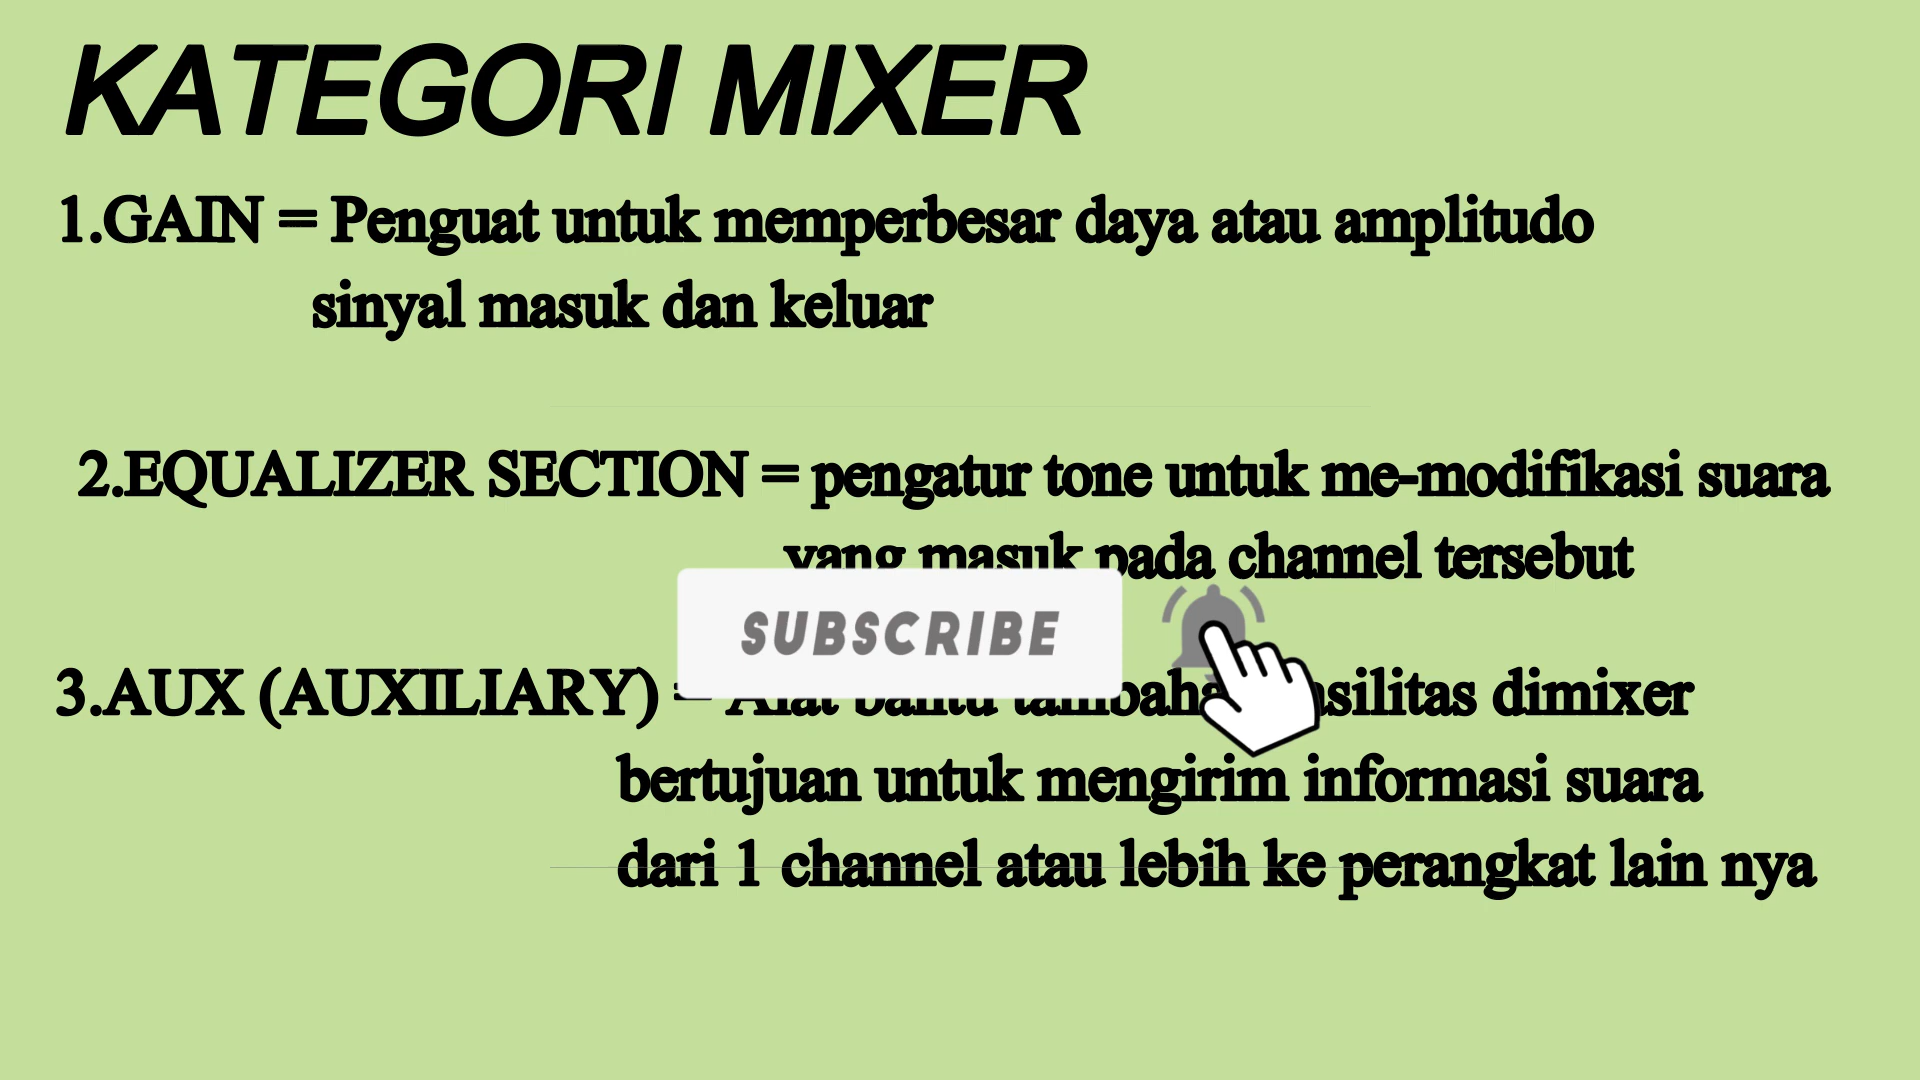 KATEGORI MIXER
1.GAIN = Penguat untuk memperbesar daya atau amplitudo
sinyal masuk dan keluar
2.EQUALIZER SECTION = pengatur tone untuk me-modifikasi suara
yang masuk pada channel tersebut
SUBSCRIBE
3.AUX (AUXILIARY) = Alat bantu dimixer
bertujuan untuk mengirim informasi suara
dari 1 channel atau lebih ke perangkat lain nya